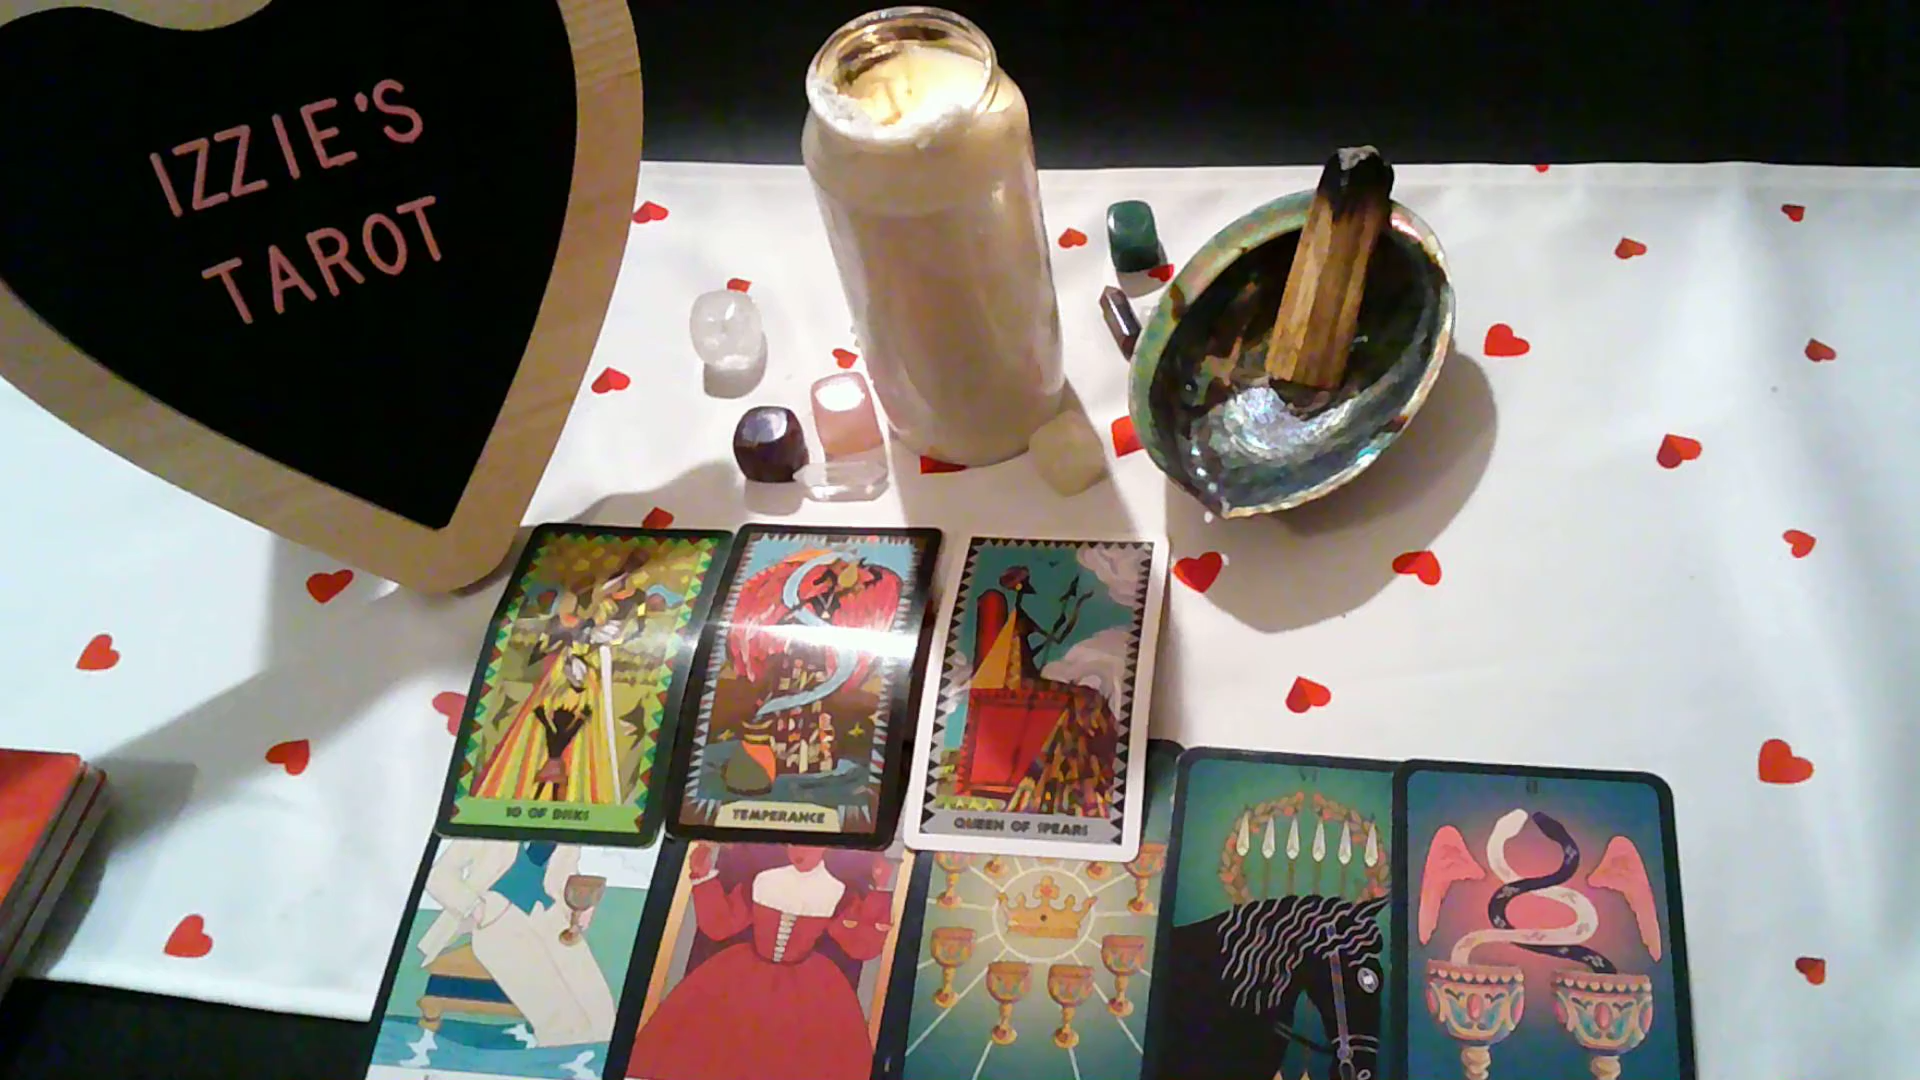 IZZIE'S
TAROT
10 OF DISKS
TEMPERANCE
QUEEN OF SPEARS
VI
II